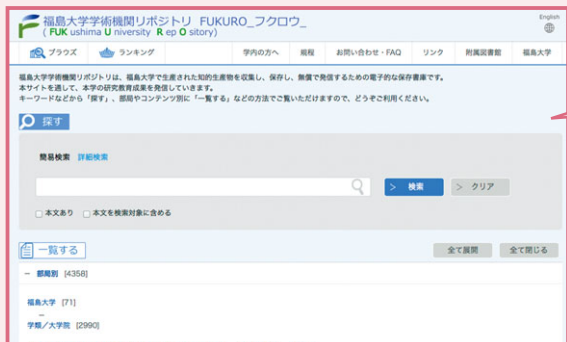 福島大学学術機関リポジトリ FUKURO_フクロウ_
( FUK ushima U niversity R ep O sitory)
English
ブラウズ ランキング 学内の方へ 規程 お問い合わせ・FAQ リンク 附属図書館 福島大学
福島大学学術機関リポジトリは、福島大学で生産された知的生産物を収集し、保存し、無償で発信するための電子的な保存書庫です。
本サイトを通して、本学の研究教育成果を発信していきます。
キーワードなどから「探す」、部局やコンテンツ別に「一覧する」などの方法でご覧いただけますので、どうぞご利用ください。
探す
簡易検索 詳細検索
> 検索 > クリア
本文あり 本文を検索対象に含める
一覧する 全て展開 全て閉じる
− 部局別 [4358]
福島大学 [71]
−
学類/大学院 [2990]